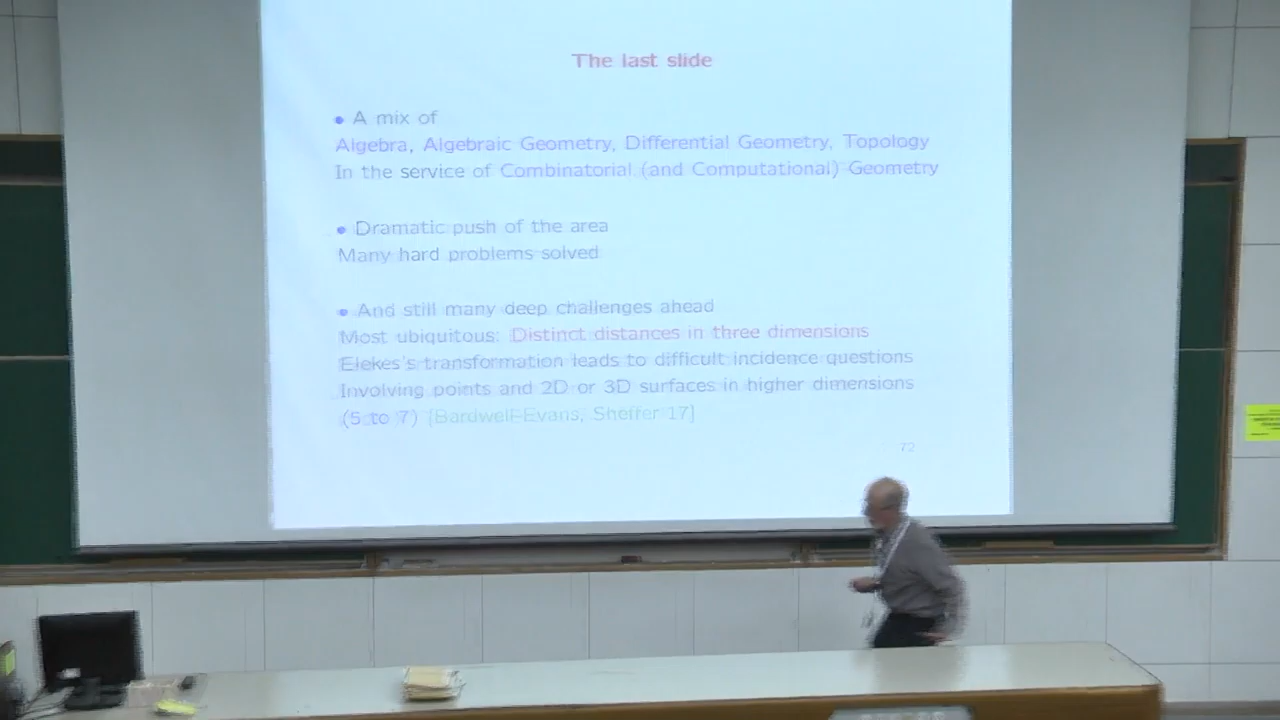 The last slide
• A mix of
Algebra, Algebraic Geometry, Differential Geometry, Topology
In the service of Combinatorial (and Computational) Geometry
• Dramatic push of the area
Many hard problems solved
• And still many deep challenges ahead
Most ubiquitous: Distinct distances in three dimensions
Elekes's transformation leads to difficult incidence questions
Involving points and 2D or 3D surfaces in higher dimensions
(5 to 7) [Bardwell-Evans, Sheffer 17]
72